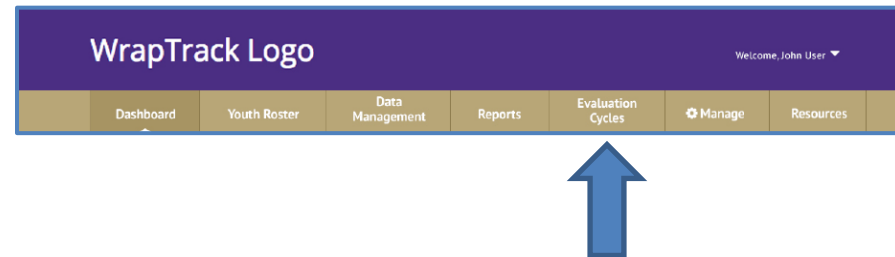 WrapTrack Logo
Welcome, John User
Dashboard
Youth Roster
Data
Management
Reports
Evaluation
Cycles
Manage
Resources